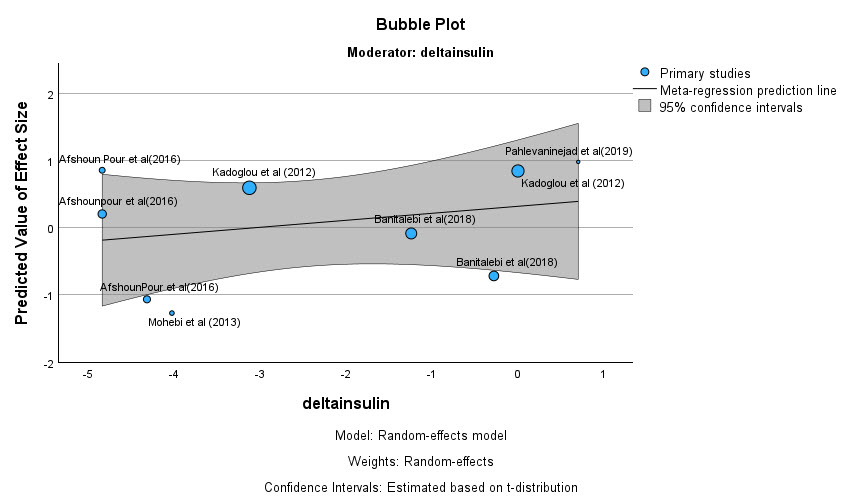 Bubble Plot
Moderator: deltainsulin
Primary studies
Meta-regression prediction line
95% confidence intervals
Predicted Value of Effect Size
2
1
0
-1
-2
Afshoun Pour et al(2016)
Afshounpour et al(2016)
AfshounPour et al(2016)
Mohebi et al (2013)
Kadoglou et al (2012)
Banitalebi et al(2018)
Banitalebi et al(2018)
Pahlevaninejad et al(2019)
Kadoglou et al (2012)
-5 -4 -3 -2 -1 0 1
deltainsulin
Model: Random-effects model
Weights: Random-effects
Confidence Intervals: Estimated based on t-distribution